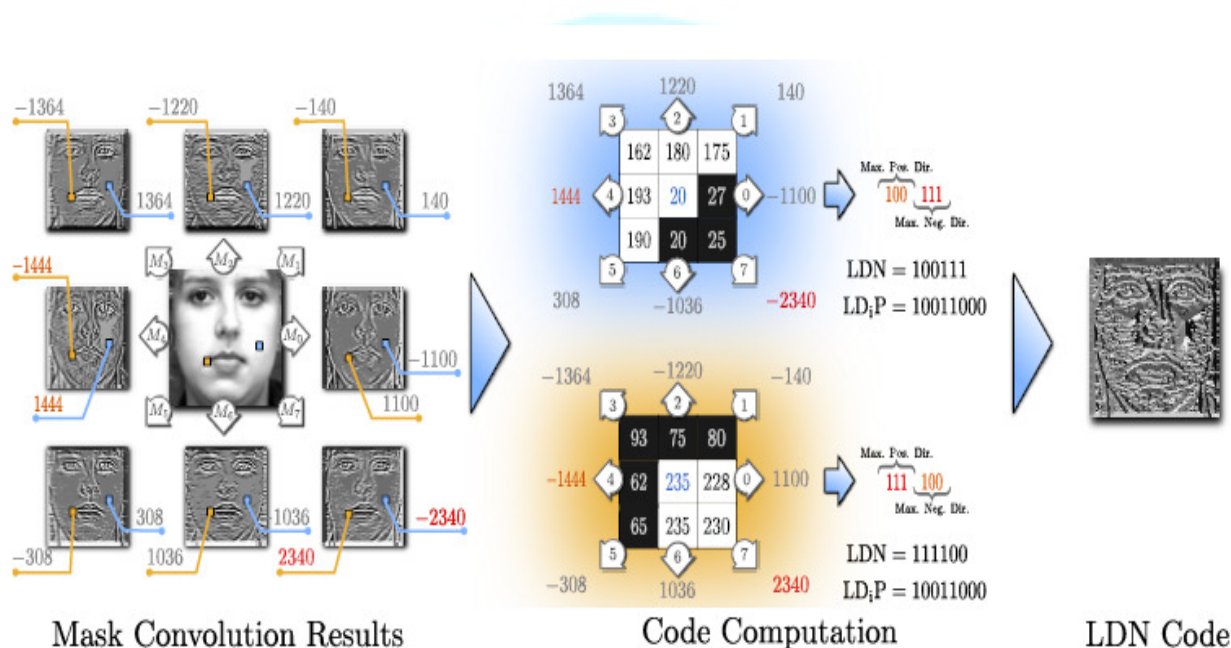 −1364 −1220 −140
1364 1220 140
M3 M2 M1
−1444
M4 M0
1444 −1100
1100
M5 M6 M7
308 −1036 −2340
−308 1036 2340
Mask Convolution Results
1364 1220 140
3 2 1
162 180 175
1444 4 193 20 27 0 −1100
190 20 25
5 6 7
308 −1036 −2340
Max. Pos. Dir.
100 111
Max. Neg. Dir.
LDN = 100111
LDiP = 10011000
−1364 −1220 −140
3 2 1
93 75 80
−1444 4 62 235 228 0 1100
65 235 230
5 6 7
−308 1036 2340
Max. Pos. Dir.
111 100
Max. Neg. Dir.
LDN = 111100
LDiP = 10011000
Code Computation
LDN Code